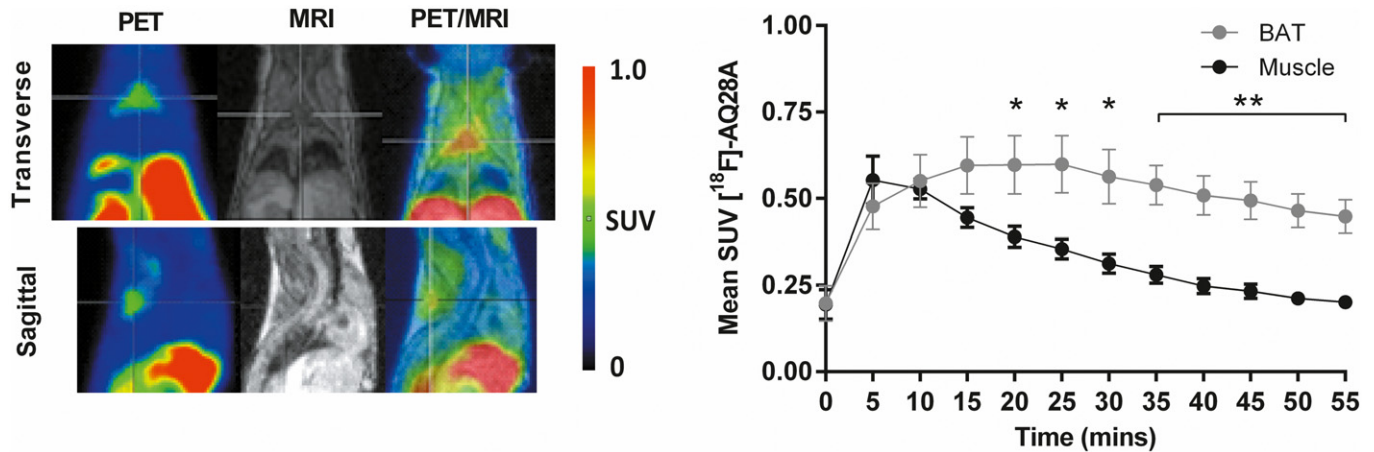 PET MRI PET/MRI
Transverse
Sagittal
1.0
SUV
0
Mean SUV [¹⁸F]-AQ28A
1.00
0.75
0.50
0.25
0.00
BAT
Muscle
* * * **
0 5 10 15 20 25 30 35 40 45 50 55
Time (mins)